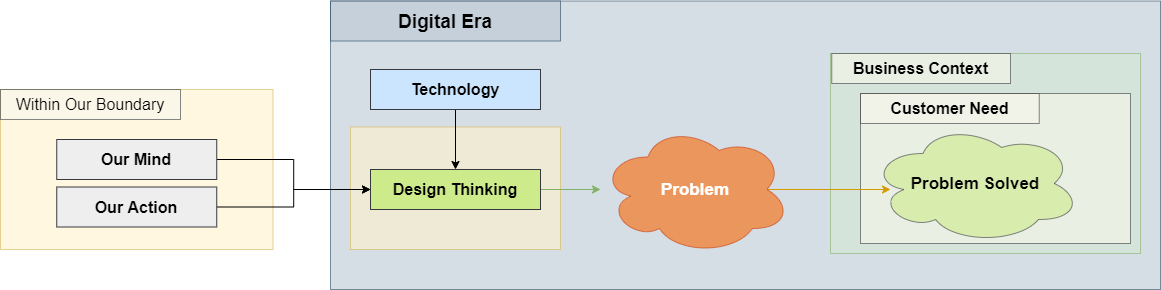 Digital Era
Within Our Boundary
Our Mind
Our Action
Technology
Design Thinking
Problem
Business Context
Customer Need
Problem Solved